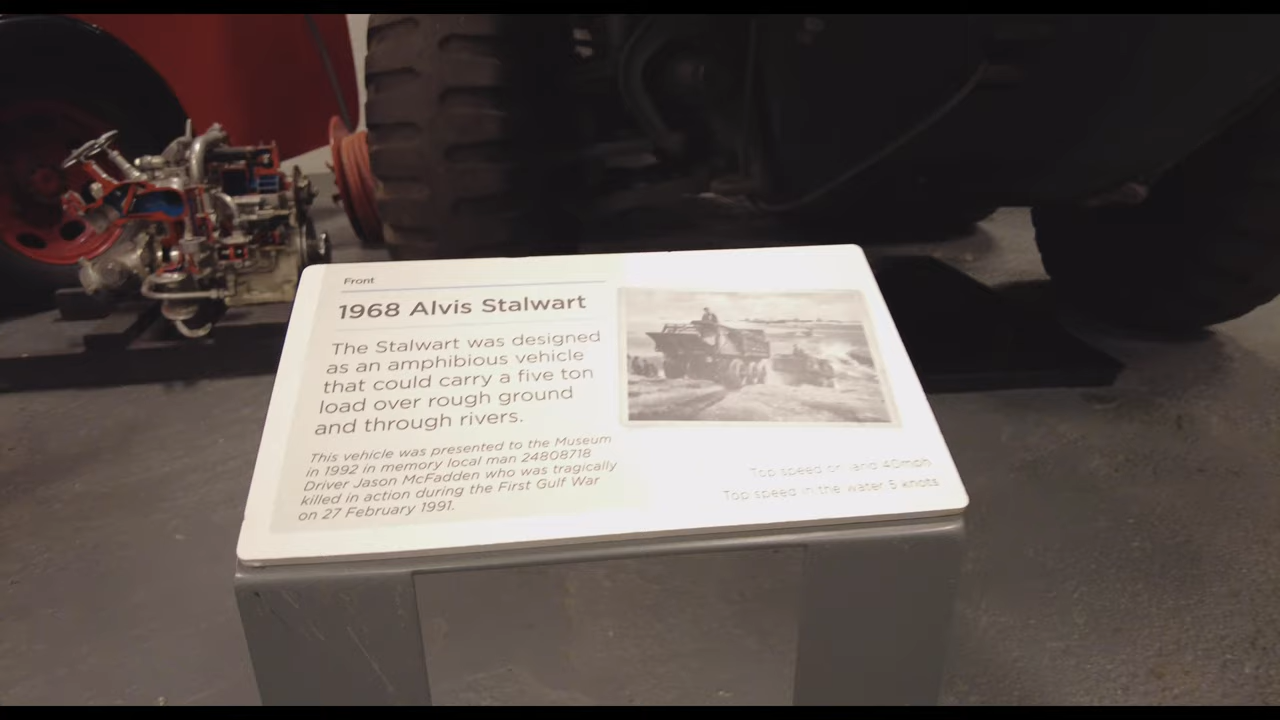 Front
1968 Alvis Stalwart
The Stalwart was designed
as an amphibious vehicle
that could carry a five ton
load over rough ground
and through rivers.
This vehicle was presented to the Museum
in 1992 in memory local man 24808718
Driver Jason McFadden who was tragically
killed in action during the First Gulf War
on 27 February 1991.
Top speed on land 40mph
Top speed in the water 5 knots